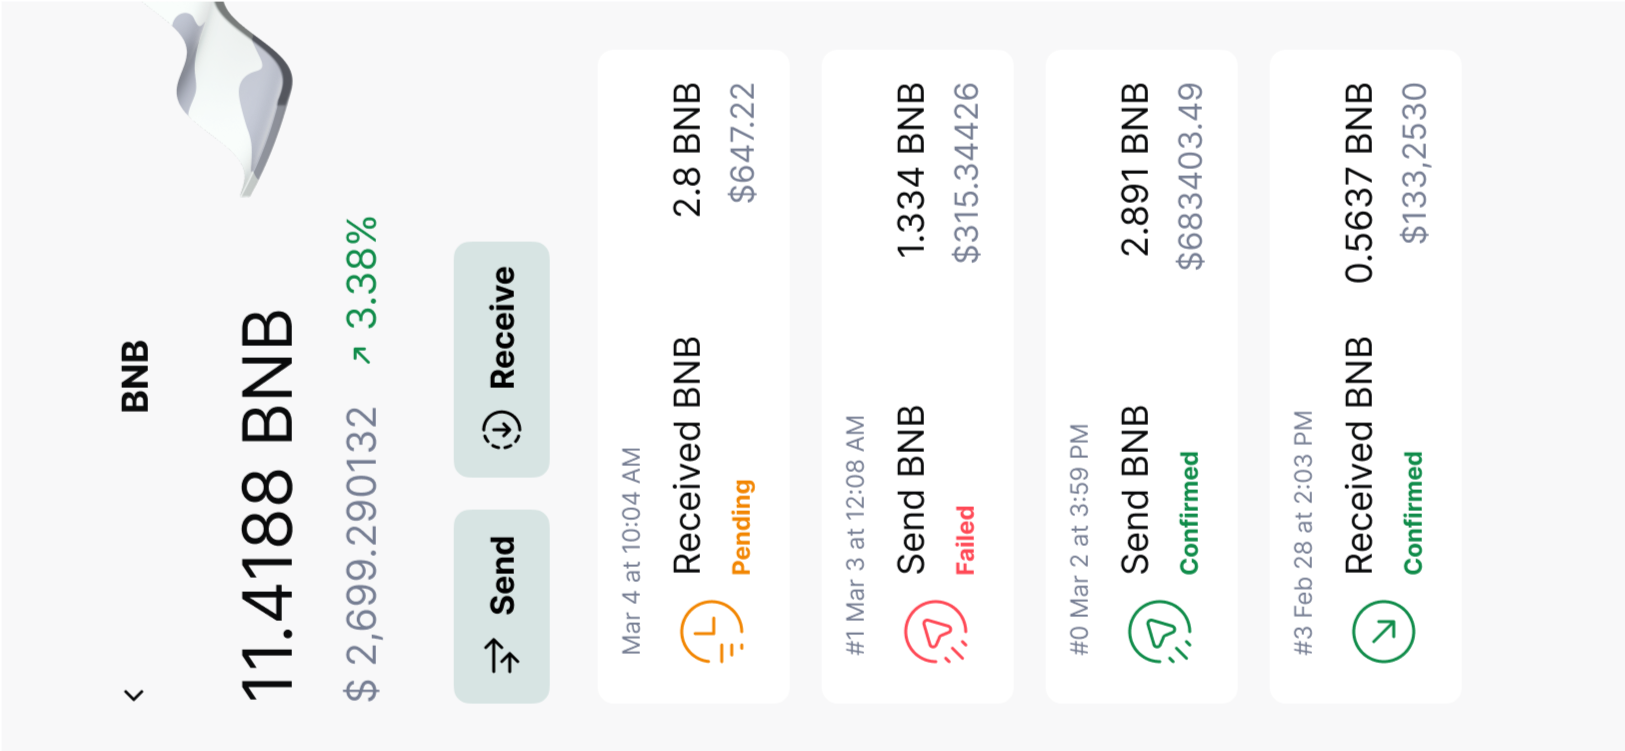 BNB
11.4188 BNB
$ 2,699.290132 3.38%
Send Receive
Mar 4 at 10:04 AM
Received BNB 2.8 BNB
Pending $647.22
#1 Mar 3 at 12:08 AM
Send BNB 1.334 BNB
Failed $315.34426
#0 Mar 2 at 3:59 PM
Send BNB 2.891 BNB
Confirmed $683403.49
#3 Feb 28 at 2:03 PM
Received BNB 0.5637 BNB
Confirmed $133,2530